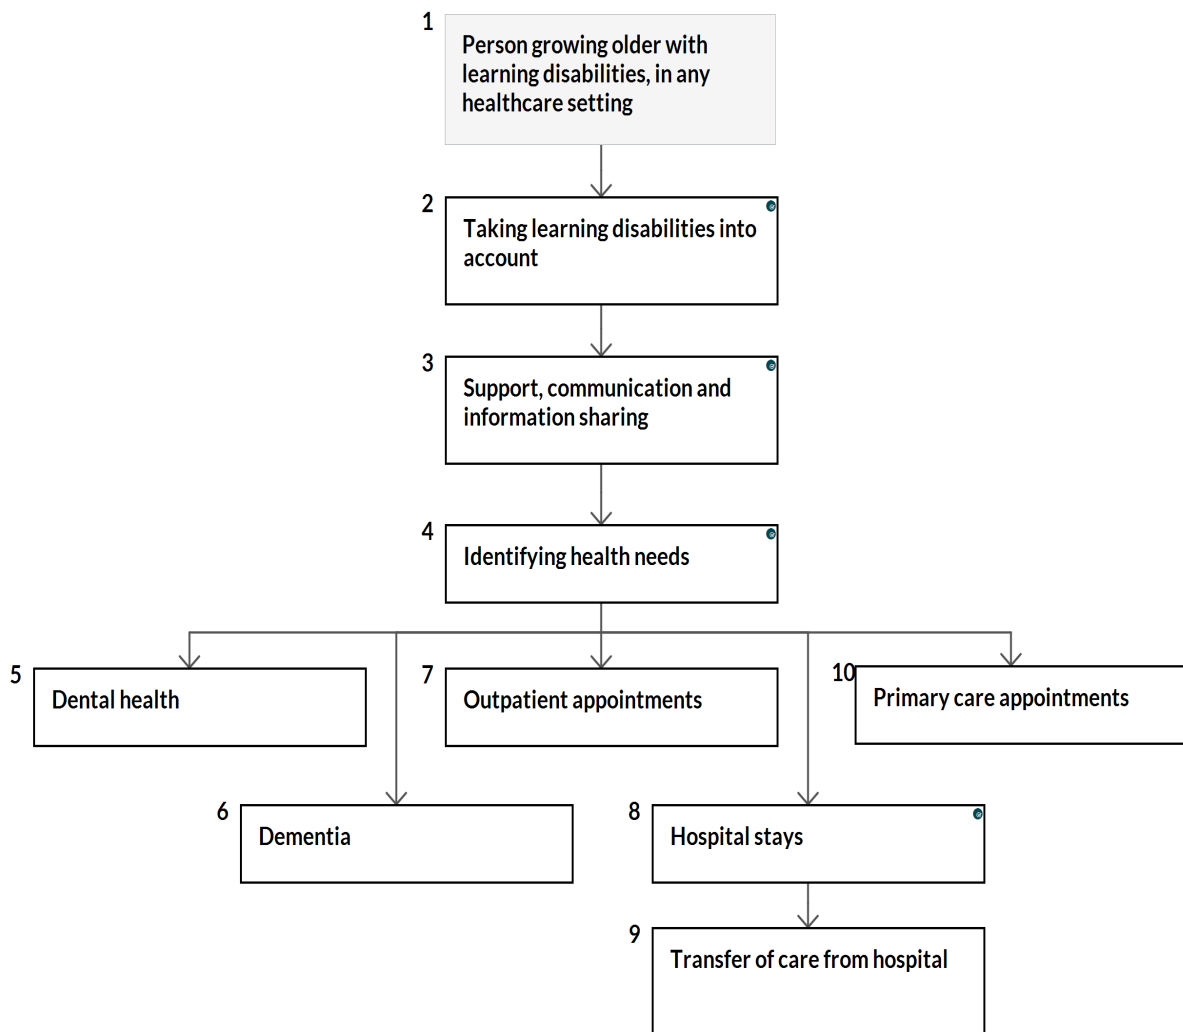 1
Person growing older with
learning disabilities, in any
healthcare setting
2
Taking learning disabilities into
account
3
Support, communication and
information sharing
4
Identifying health needs
5
Dental health
7
Outpatient appointments
10
Primary care appointments
6
Dementia
8
Hospital stays
9
Transfer of care from hospital